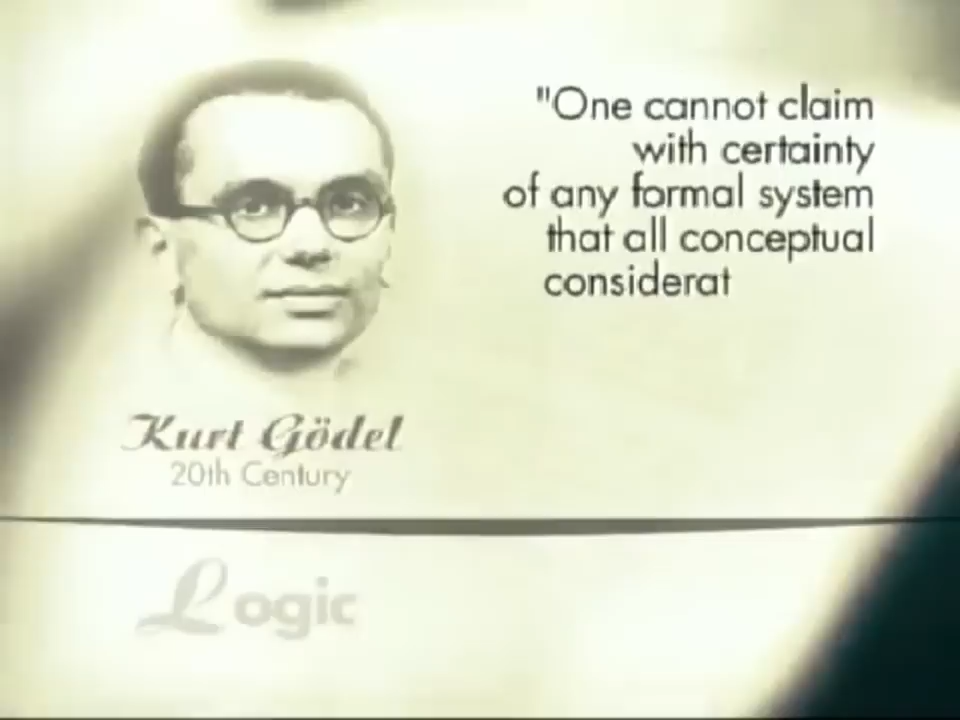 "One cannot claim
with certainty
of any formal system
that all conceptual
considerat
Kurt Gödel
20th Century
Logic